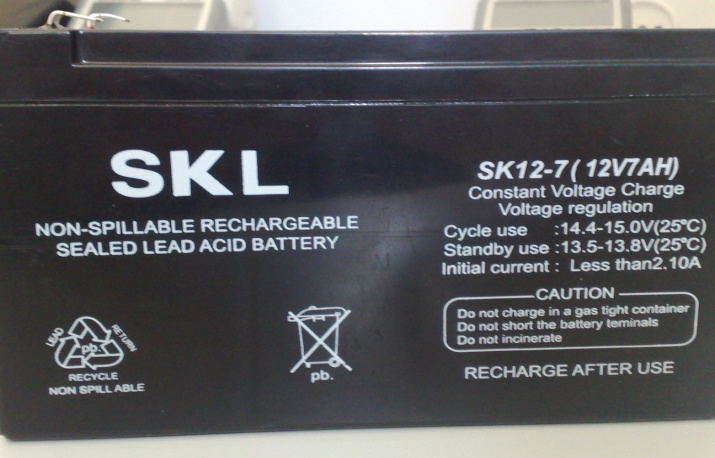 SKL
NON-SPILLABLE RECHARGEABLE
SEALED LEAD ACID BATTERY
SK12-7 ( 12V7AH)
Constant Voltage Charge
Voltage regulation
Cycle use :14.4-15.0V(25ºC)
Standby use :13.5-13.8V(25ºC)
Initial current : Less than2.10A
CAUTION
Do not charge in a gas tight container
Do not short the battery teminals
Do not incinerate
RECHARGE AFTER USE
LEAD
RETURN
pb
RECYCLE
NON SPILL ABLE
pb.